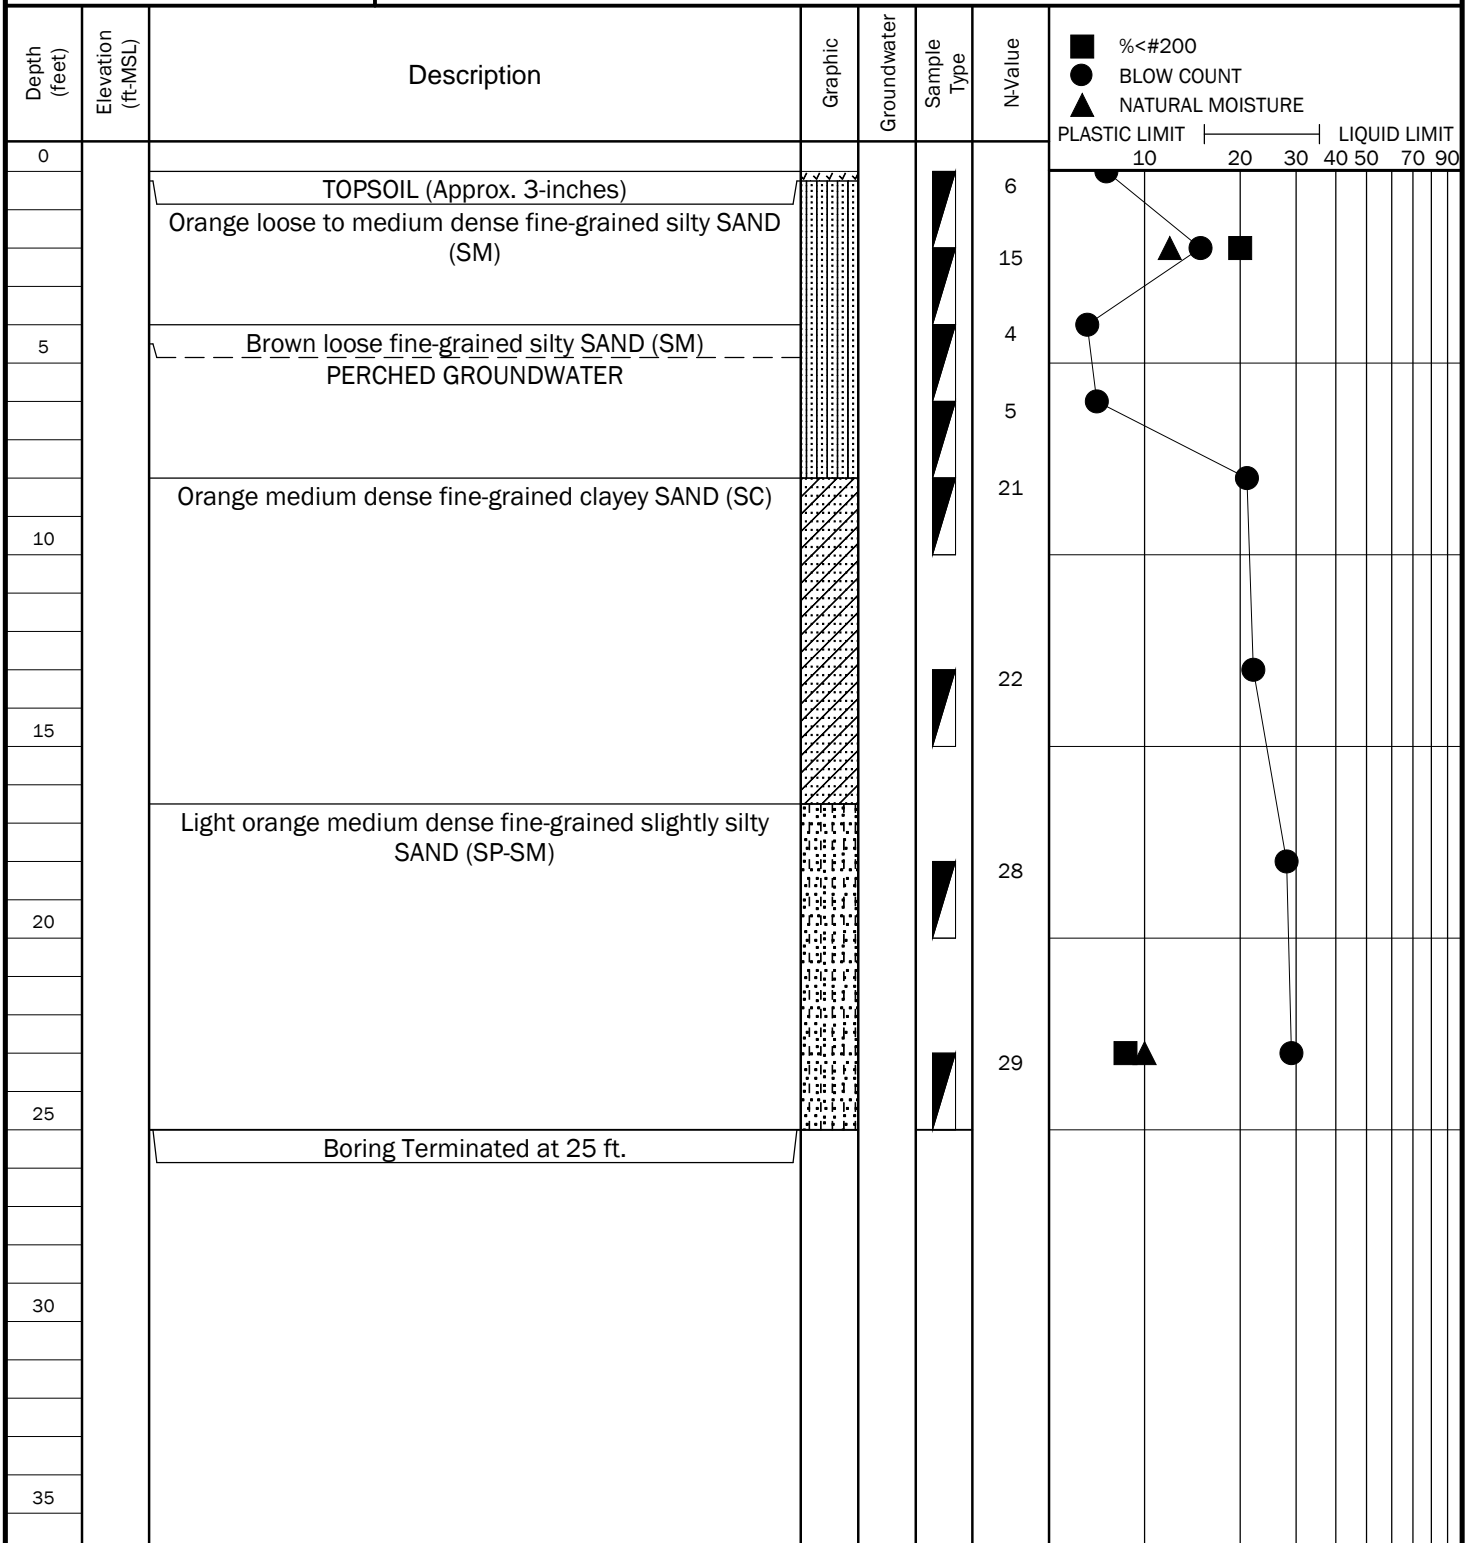 Depth
(feet)
Elevation
(ft-MSL)
Description
Graphic
Groundwater
Sample
Type
N-Value
%<#200
BLOW COUNT
NATURAL MOISTURE
PLASTIC LIMIT LIQUID LIMIT
10 20 30 40 50 70 90
0
TOPSOIL (Approx. 3-inches)
6
Orange loose to medium dense fine-grained silty SAND
(SM)
15
Brown loose fine-grained silty SAND (SM)
4
5
PERCHED GROUNDWATER
5
Orange medium dense fine-grained clayey SAND (SC)
21
10
22
15
Light orange medium dense fine-grained slightly silty
SAND (SP-SM)
28
20
29
25
Boring Terminated at 25 ft.
30
35